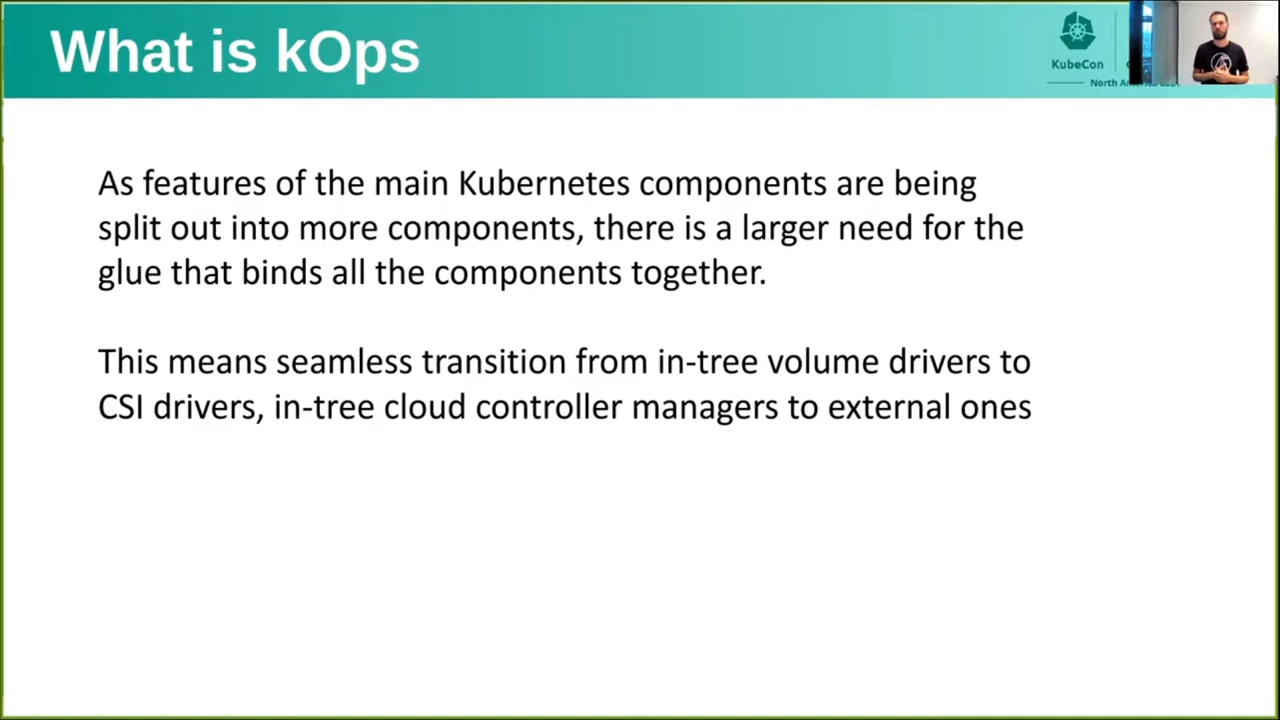 What is kOps
KubeCon
North
As features of the main Kubernetes components are being
split out into more components, there is a larger need for the
glue that binds all the components together.
This means seamless transition from in-tree volume drivers to
CSI drivers, in-tree cloud controller managers to external ones